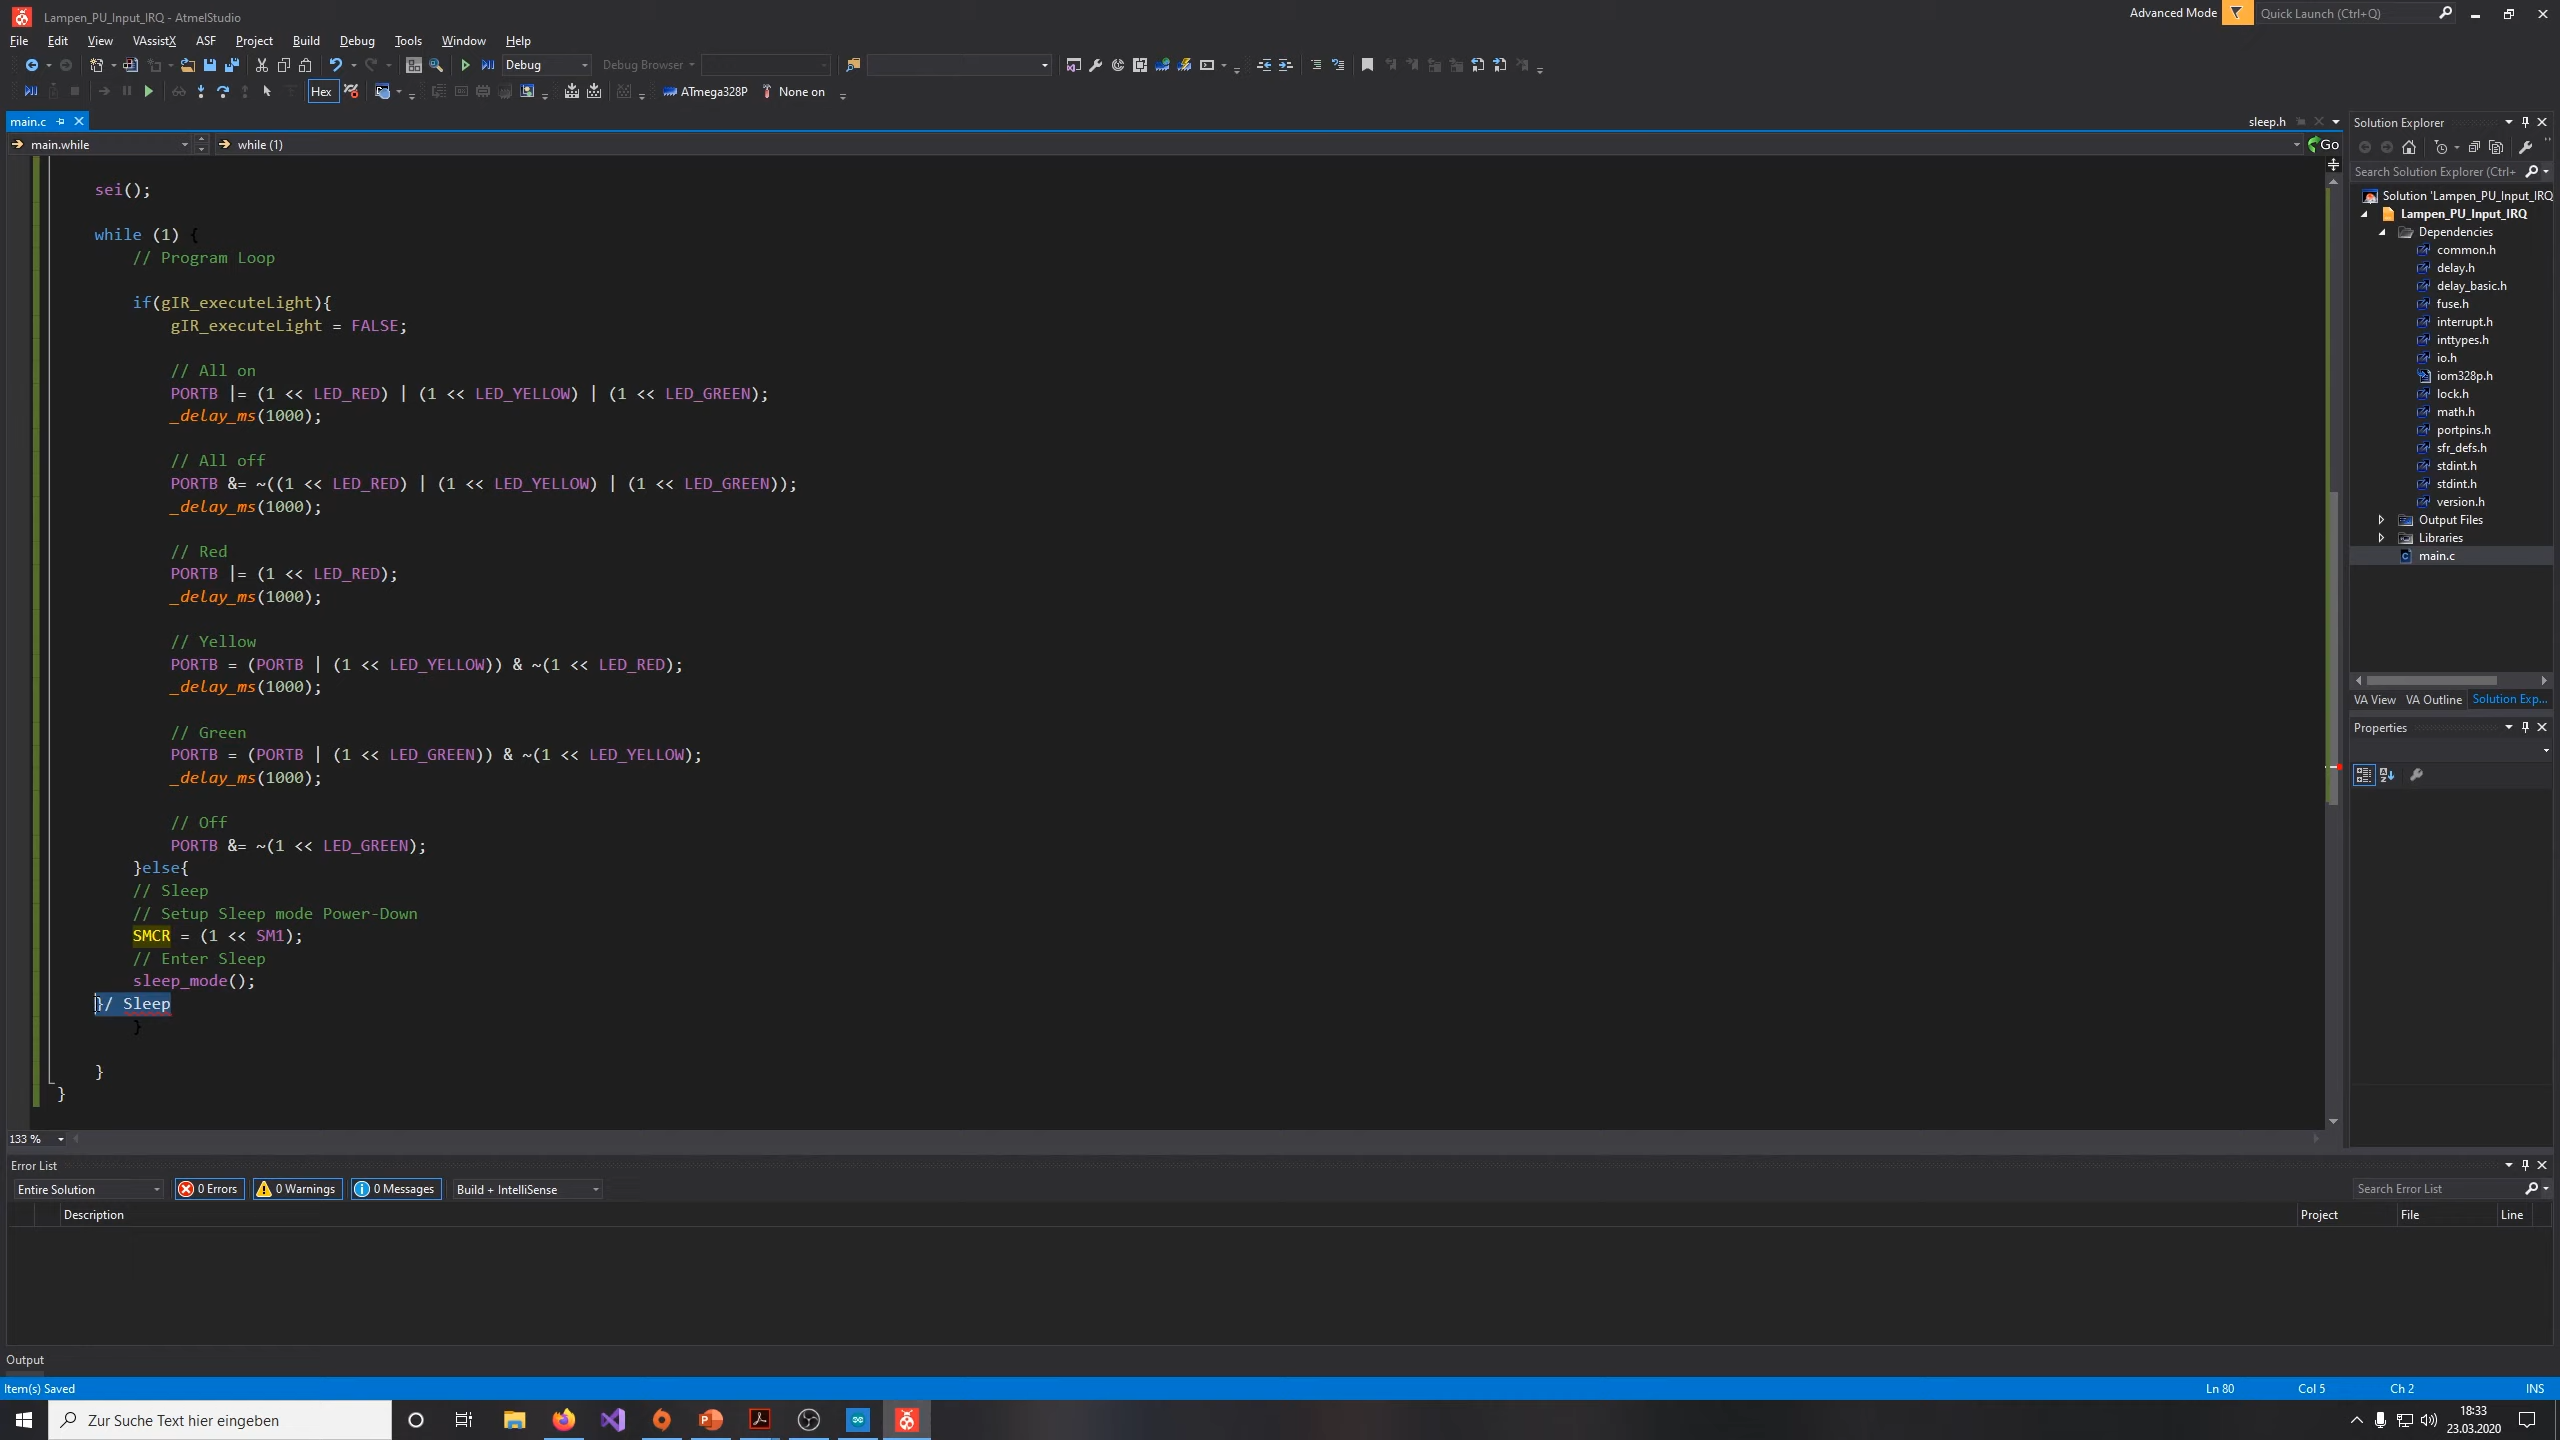 Lampen_PU_Input_IRQ - AtmelStudio
Advanced Mode
Quick Launch (Ctrl+Q)
File Edit View VAssistX ASF Project Build Debug Tools Window Help
Debug
Debug Browser
Hex
ATmega328P
None on
main.c
sleep.h
main.while
while (1)
Go
sei();
while (1) {
// Program Loop
if(gIR_executeLight){
gIR_executeLight = FALSE;
// All on
PORTB |= (1 << LED_RED) | (1 << LED_YELLOW) | (1 << LED_GREEN);
_delay_ms(1000);
// All off
PORTB &= ~((1 << LED_RED) | (1 << LED_YELLOW) | (1 << LED_GREEN));
_delay_ms(1000);
// Red
PORTB |= (1 << LED_RED);
_delay_ms(1000);
// Yellow
PORTB = (PORTB | (1 << LED_YELLOW)) & ~(1 << LED_RED);
_delay_ms(1000);
// Green
PORTB = (PORTB | (1 << LED_GREEN)) & ~(1 << LED_YELLOW);
_delay_ms(1000);
// Off
PORTB &= ~(1 << LED_GREEN);
}else{
// Sleep
// Setup Sleep mode Power-Down
SMCR = (1 << SM1);
// Enter Sleep
sleep_mode();
}/ Sleep
}
}
}
133 %
Solution Explorer
Search Solution Explorer (Ctrl+
Solution 'Lampen_PU_Input_IRQ
Lampen_PU_Input_IRQ
Dependencies
common.h
delay.h
delay_basic.h
fuse.h
interrupt.h
inttypes.h
io.h
iom328p.h
lock.h
math.h
portpins.h
sfr_defs.h
stdint.h
stdint.h
version.h
Output Files
Libraries
main.c
VA View VA Outline Solution Exp...
Properties
Error List
Entire Solution
0 Errors
0 Warnings
0 Messages
Build + IntelliSense
Search Error List
Description Project File Line
Output
Item(s) Saved
Ln 80 Col 5 Ch 2 INS
Zur Suche Text hier eingeben
18:33
23.03.2020